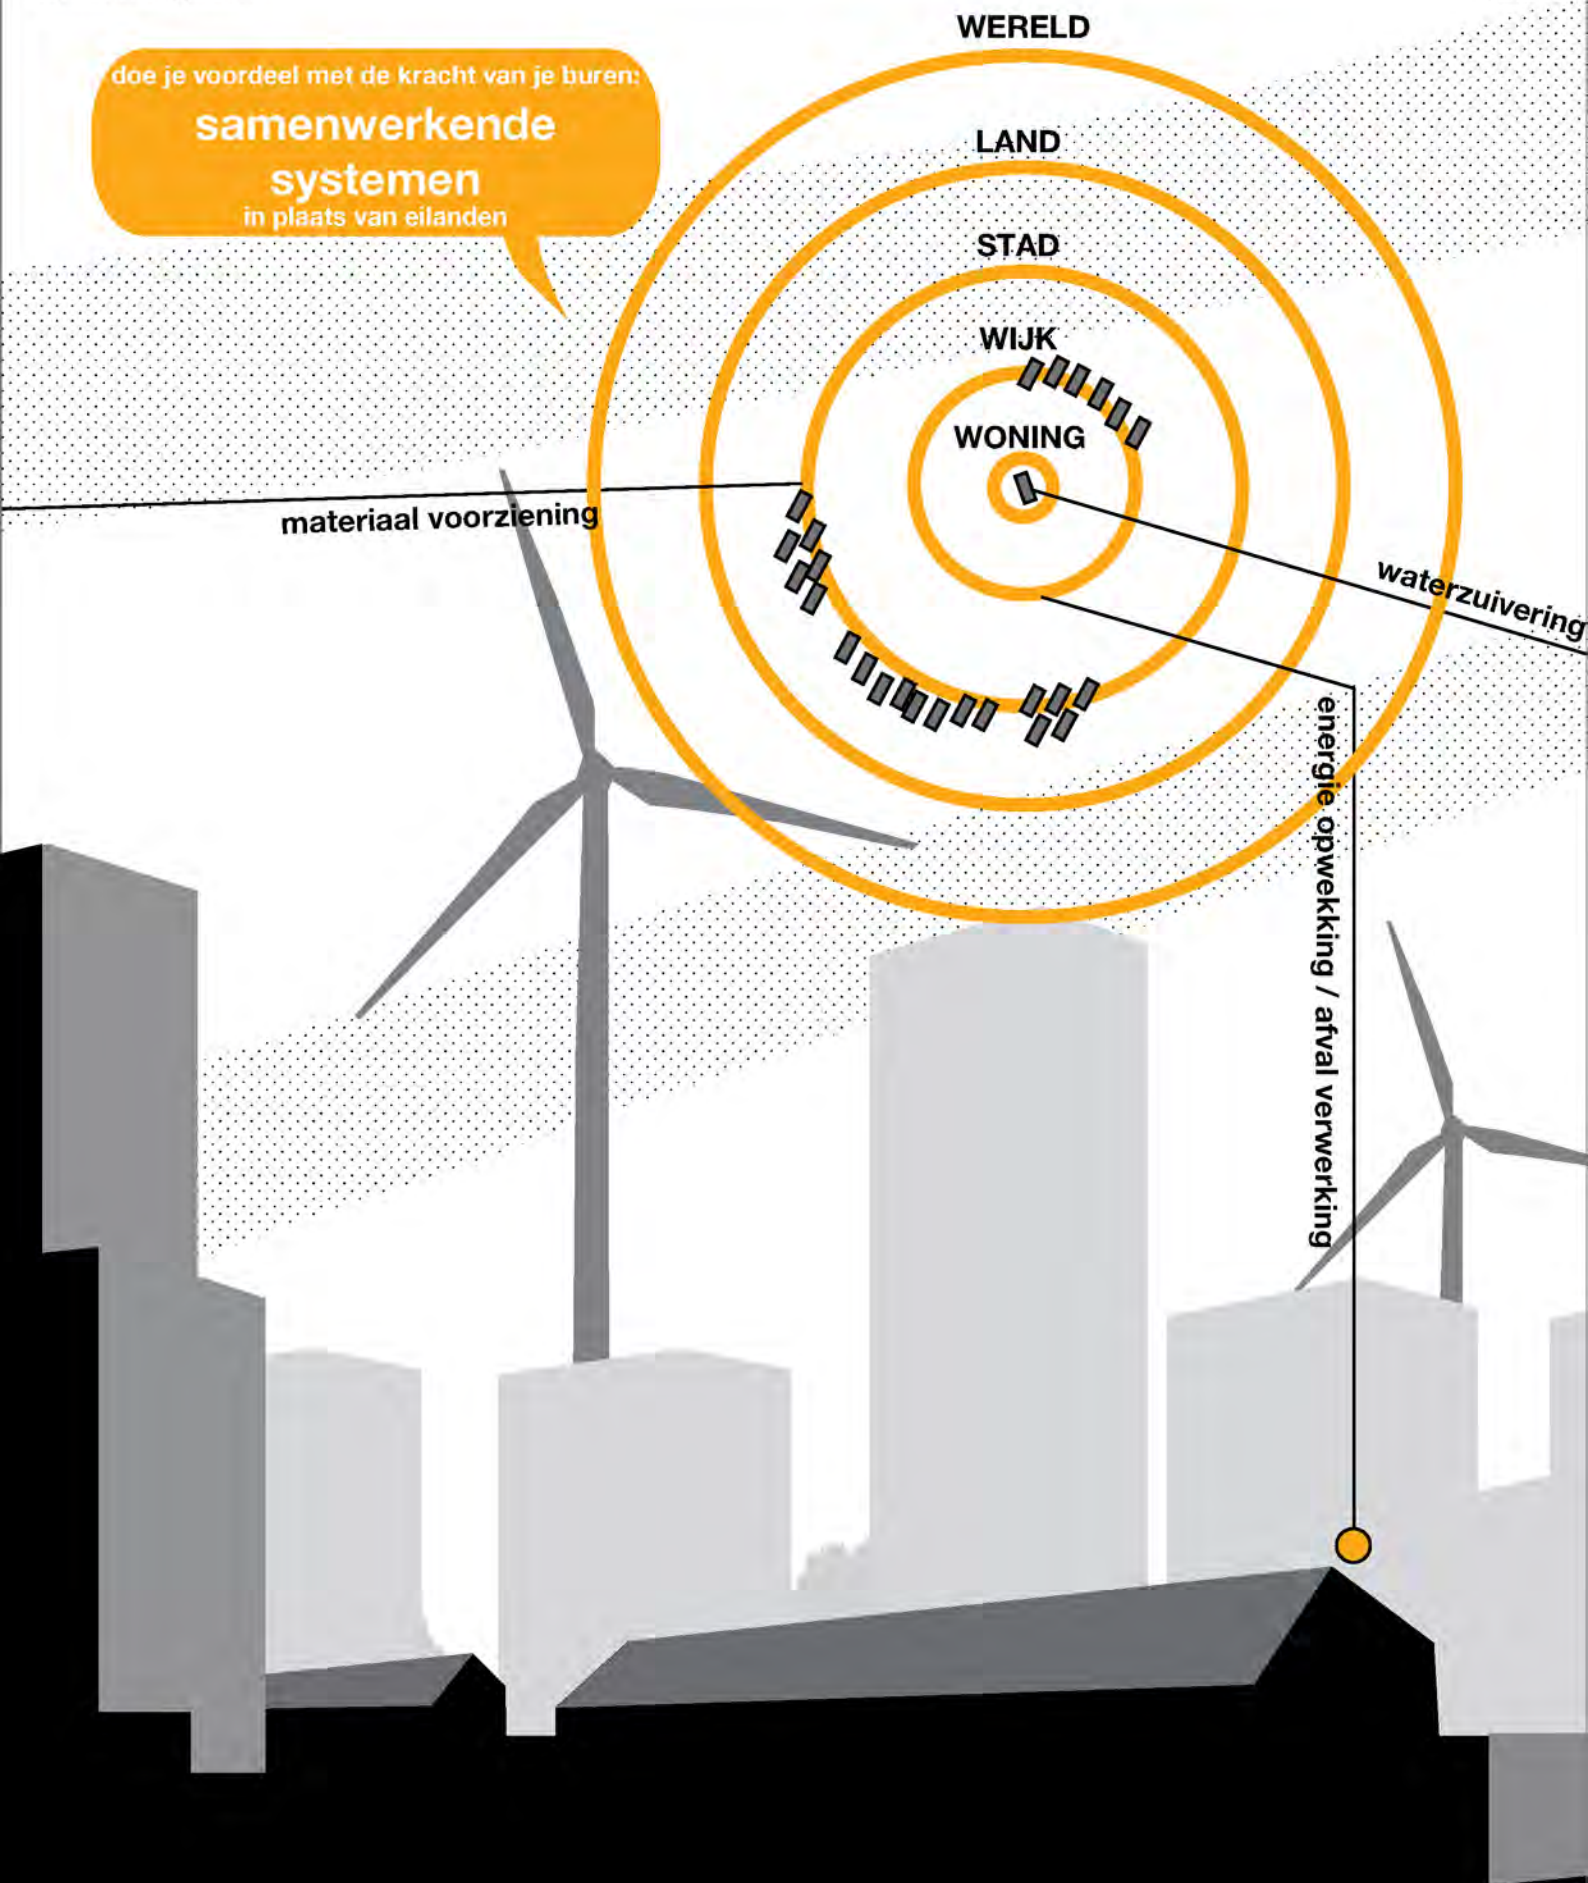 WERELD
doe je voordeel met de kracht van je buren:
samenwerkende
systemen
in plaats van eilanden
LAND
STAD
WIJK
WONING
materiaal voorziening
waterzuivering
energie opwekking / afval verwerking